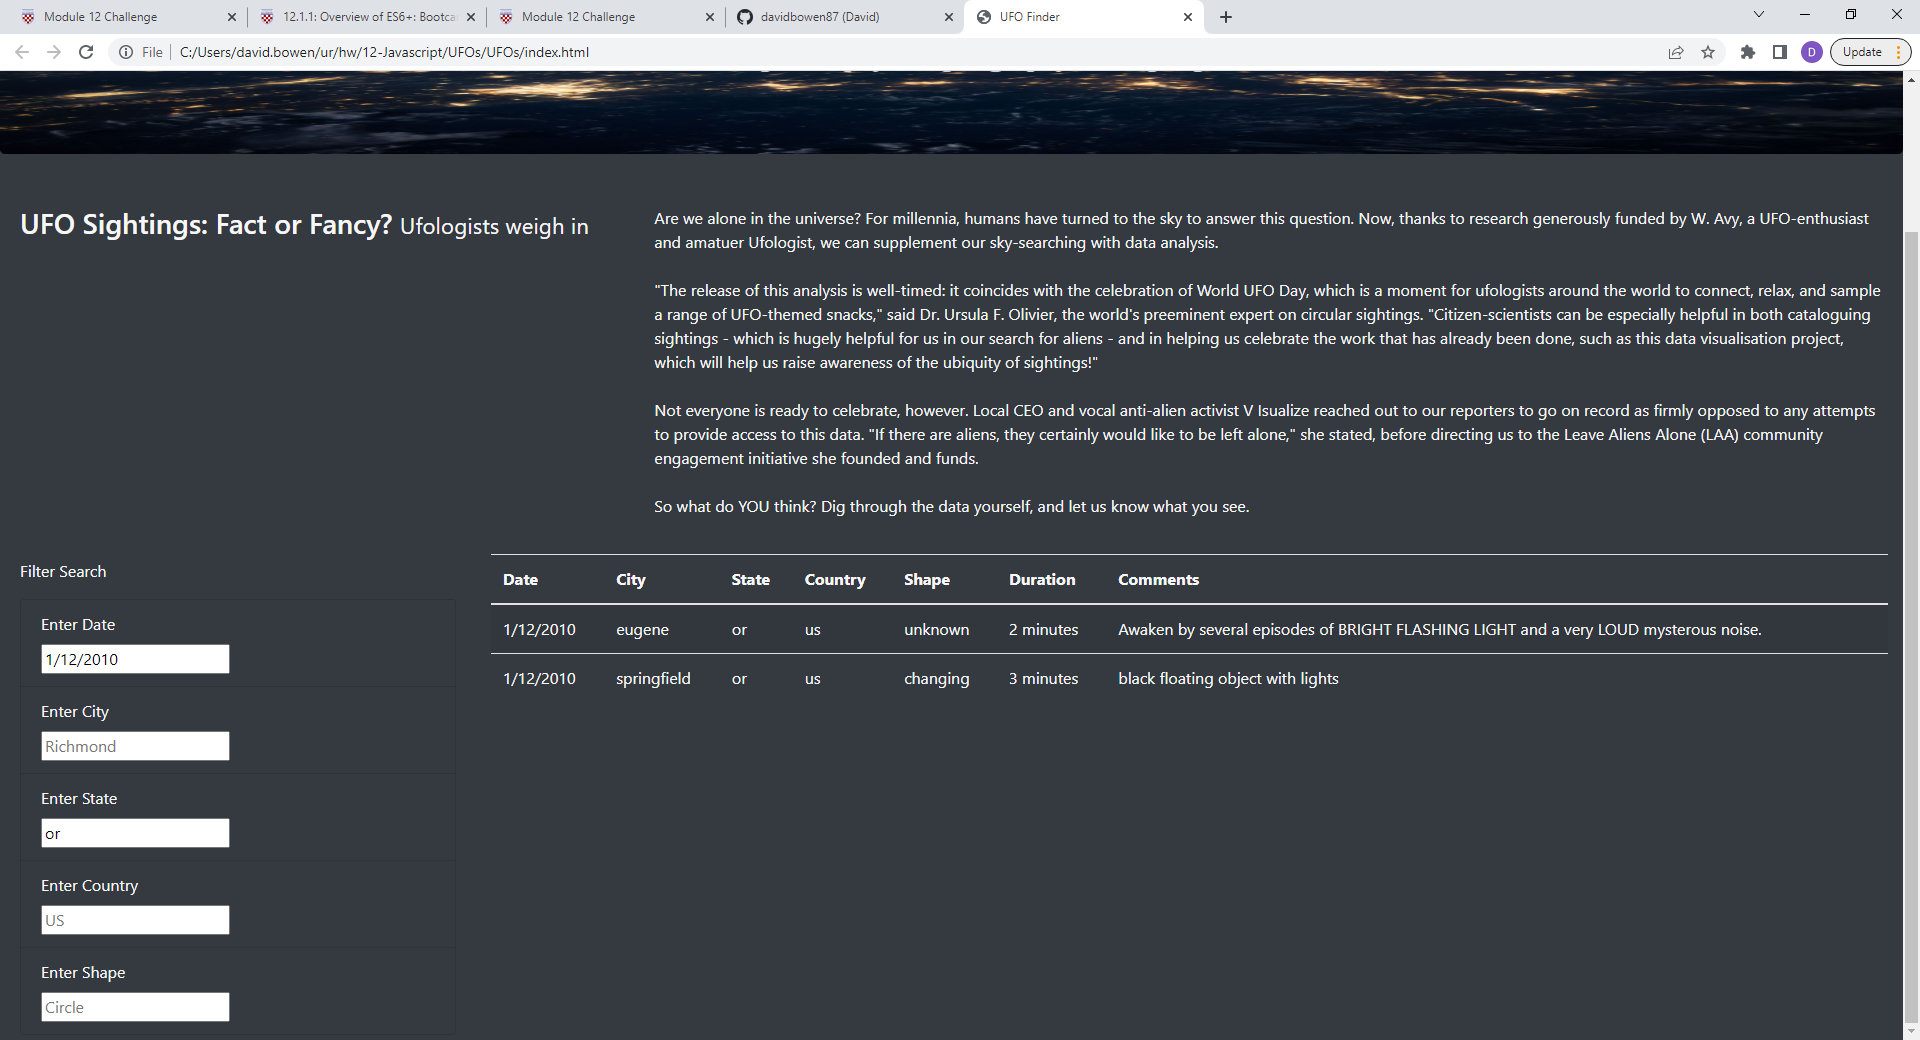 Module 12 Challenge
12.1.1: Overview of ES6+: Bootca
Module 12 Challenge
davidbowen87 (David)
UFO Finder
File
C:/Users/david.bowen/ur/hw/12-Javascript/UFOs/UFOs/index.html
D
Update
UFO Sightings: Fact or Fancy? Ufologists weigh in
Are we alone in the universe? For millennia, humans have turned to the sky to answer this question. Now, thanks to research generously funded by W. Avy, a UFO-enthusiast
and amatuer Ufologist, we can supplement our sky-searching with data analysis.
"The release of this analysis is well-timed: it coincides with the celebration of World UFO Day, which is a moment for ufologists around the world to connect, relax, and sample
a range of UFO-themed snacks," said Dr. Ursula F. Olivier, the world's preeminent expert on circular sightings. "Citizen-scientists can be especially helpful in both cataloguing
sightings - which is hugely helpful for us in our search for aliens - and in helping us celebrate the work that has already been done, such as this data visualisation project,
which will help us raise awareness of the ubiquity of sightings!"
Not everyone is ready to celebrate, however. Local CEO and vocal anti-alien activist V Isualize reached out to our reporters to go on record as firmly opposed to any attempts
to provide access to this data. "If there are aliens, they certainly would like to be left alone," she stated, before directing us to the Leave Aliens Alone (LAA) community
engagement initiative she founded and funds.
So what do YOU think? Dig through the data yourself, and let us know what you see.
Filter Search
Enter Date
1/12/2010
Enter City
Richmond
Enter State
or
Enter Country
US
Enter Shape
Circle
Date City State Country Shape Duration Comments
1/12/2010 eugene or us unknown 2 minutes Awaken by several episodes of BRIGHT FLASHING LIGHT and a very LOUD mysterous noise.
1/12/2010 springfield or us changing 3 minutes black floating object with lights